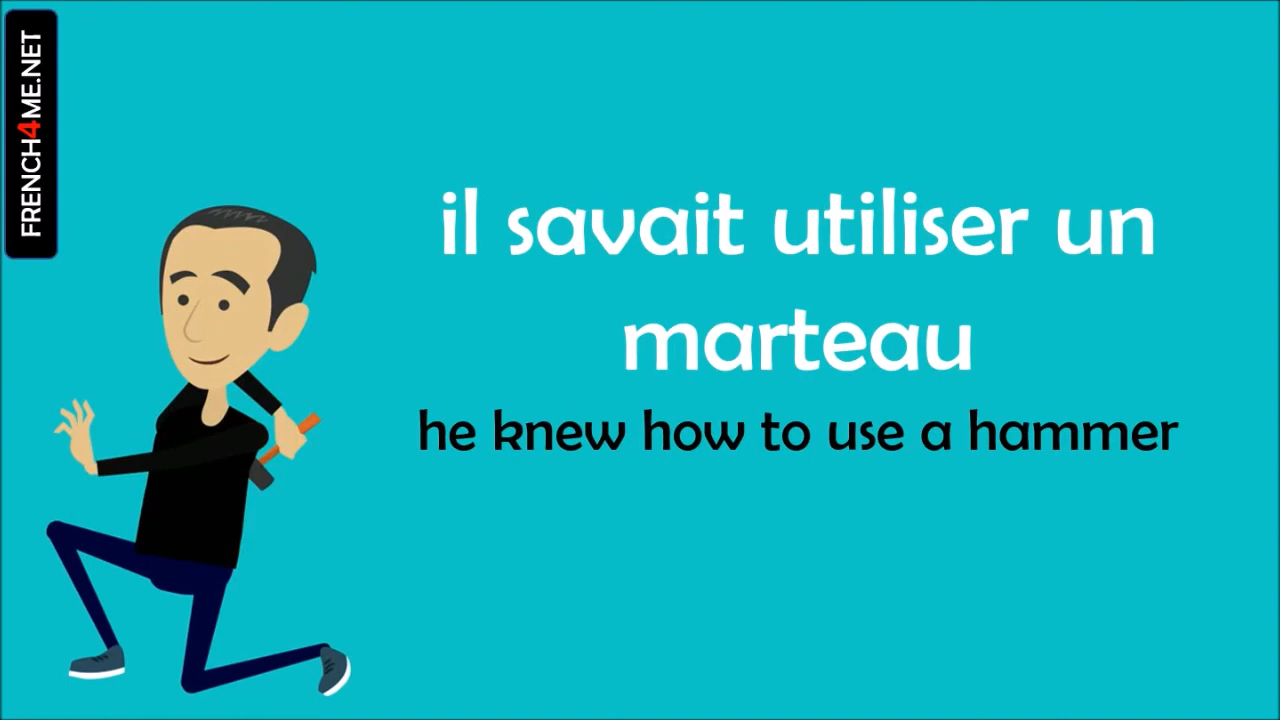 FRENCH4ME.NET
il savait utiliser un
marteau
he knew how to use a hammer